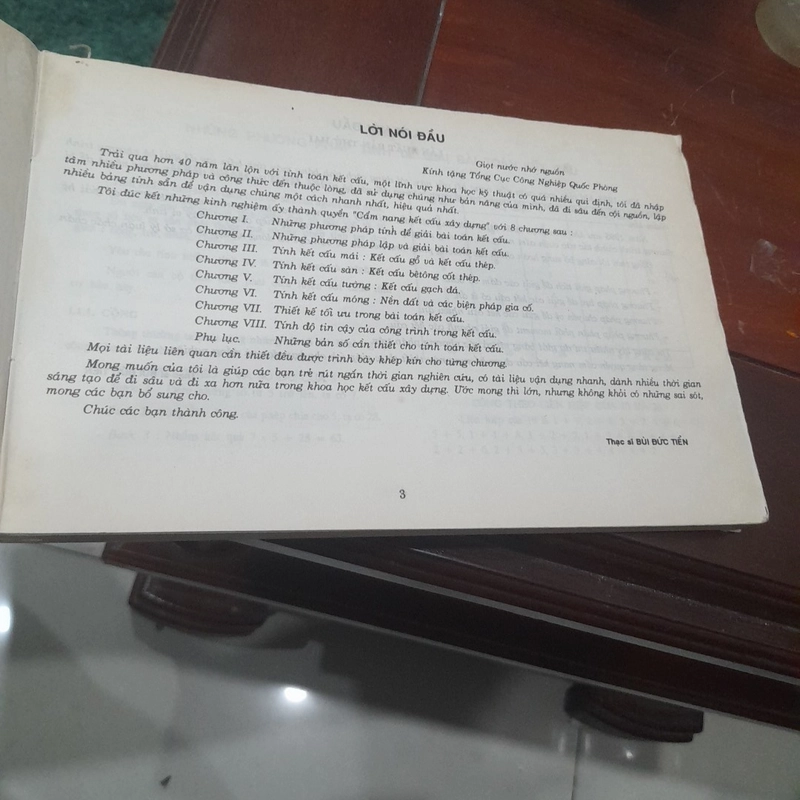 LỜI NÓI ĐẦU
Giọt nước nhớ nguồn
Kính tặng Tổng Cục Công Nghiệp Quốc Phòng
Trải qua hơn 40 năm lăn lộn với tính toán kết cấu, một lĩnh vực khoa học kỹ thuật có quá nhiều qui định, tôi đã nhập
tâm nhiều phương pháp và công thức đến thuộc lòng, đã sử dụng chúng như bản năng của mình, đã đi sâu đến cội nguồn, lập
nhiều bảng tính sẵn để vận dụng chúng một cách nhanh nhất, hiệu quả nhất.
Tôi đúc kết những kinh nghiệm ấy thành quyển "Cẩm nang kết cấu xây dựng" với 8 chương sau :
Chương I. Những phương pháp tính để giải bài toán kết cấu.
Chương II. Những phương pháp lập và giải bài toán kết cấu.
Chương III. Tính kết cấu mái : Kết cấu gỗ và kết cấu thép.
Chương IV. Tính kết cấu sàn : Kết cấu bêtông cốt thép.
Chương V. Tính kết cấu tường : Kết cấu gạch đá.
Chương VI. Tính kết cấu móng : Nền đất và các biện pháp gia cố.
Chương VII. Thiết kế tối ưu trong bài toán kết cấu.
Chương VIII. Tính độ tin cậy của công trình trong kết cấu.
Phụ lục. Những bản số cần thiết cho tính toán kết cấu.
Mọi tài liệu liên quan cần thiết đều được trình bày khép kín cho từng chương.
Mong muốn của tôi là giúp các bạn trẻ rút ngắn thời gian nghiên cứu, có tài liệu vận dụng nhanh, dành nhiều thời gian
sáng tạo để đi sâu và đi xa hơn nữa trong khoa học kết cấu xây dựng. Ước mong thì lớn, nhưng không khỏi có những sai sót,
mong các bạn bổ sung cho.
Chúc các bạn thành công.
Thạc sĩ BÙI ĐỨC TIỂN
3